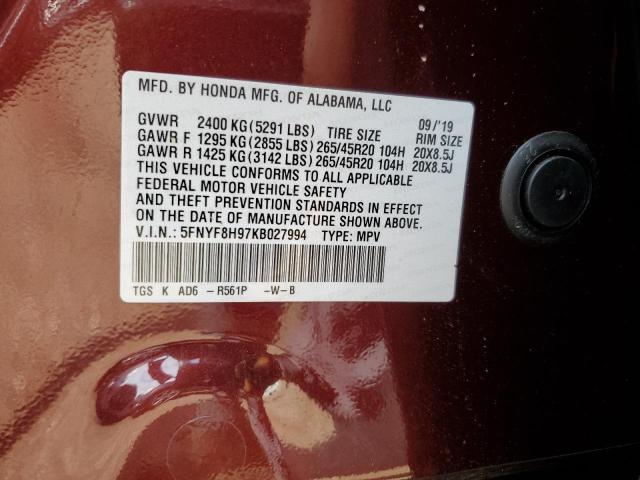 MFD. BY HONDA MFG. OF ALABAMA, LLC
GVWR 2400 KG (5291 LBS) TIRE SIZE 09/'19 RIM SIZE
GAWR F 1295 KG (2855 LBS) 265/45R20 104H 20X8.5J
GAWR R 1425 KG (3142 LBS) 265/45R20 104H 20X8.5J
THIS VEHICLE CONFORMS TO ALL APPLICABLE
FEDERAL MOTOR VEHICLE SAFETY
AND THEFT PREVENTION STANDARDS IN EFFECT
ON THE DATE OF MANUFACTURE SHOWN ABOVE.
V.I.N.: 5FNYF8H97KB027994 TYPE: MPV
TGS K AD6 - R561P -W-B